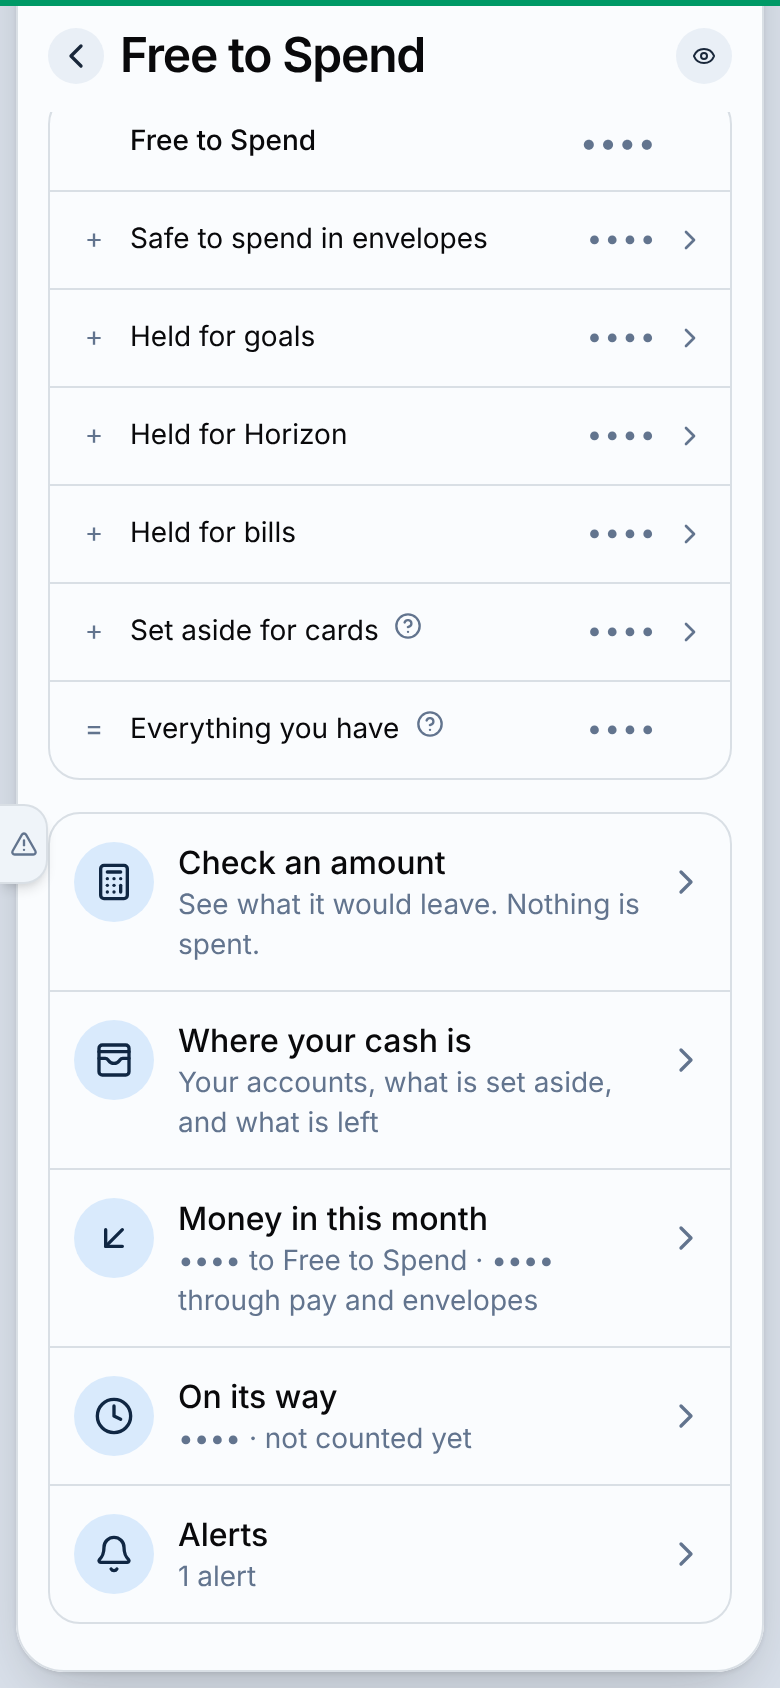 Free to Spend
Free to Spend ••••
+ Safe to spend in envelopes ••••
+ Held for goals ••••
+ Held for Horizon ••••
+ Held for bills ••••
+ Set aside for cards ? ••••
= Everything you have ? ••••
Check an amount
See what it would leave. Nothing is
spent.
Where your cash is
Your accounts, what is set aside,
and what is left
Money in this month
•••• to Free to Spend · ••••
through pay and envelopes
On its way
•••• · not counted yet
Alerts
1 alert